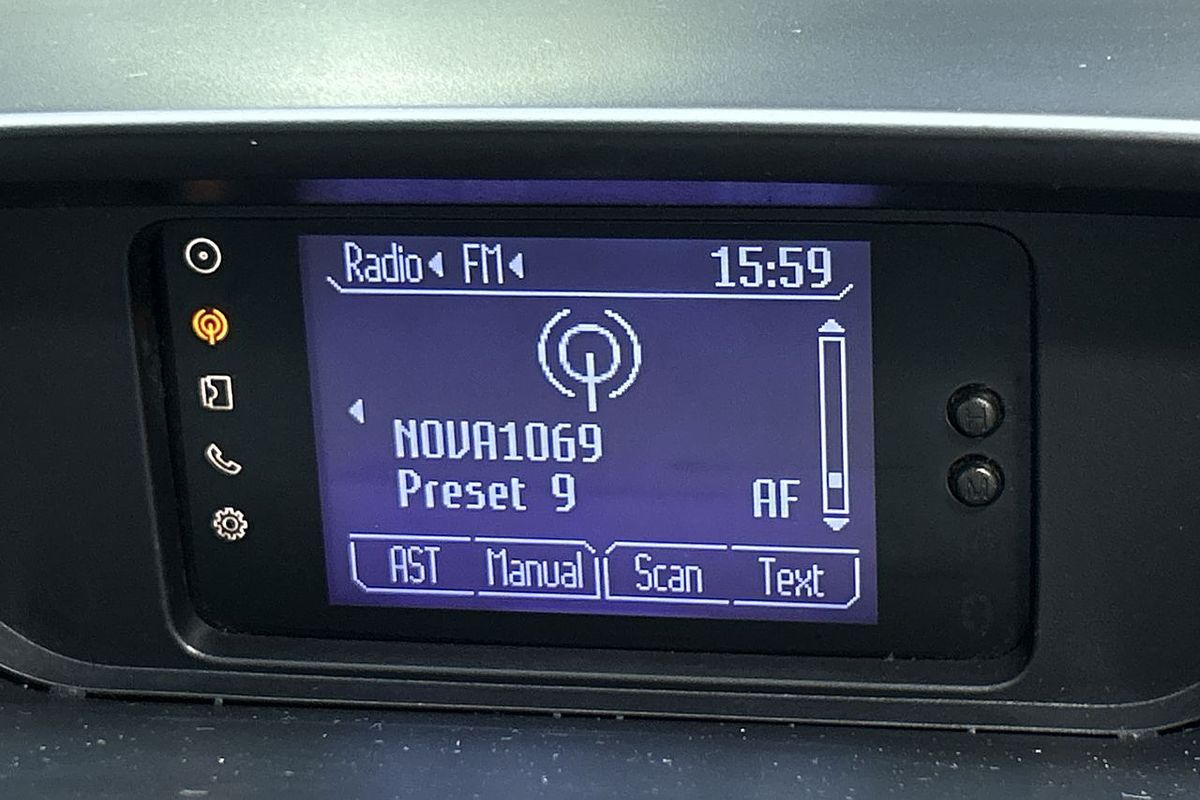 Radio FM 15:59
NOVA1069
Preset 9
AF
AST Manual Scan Text
H
M